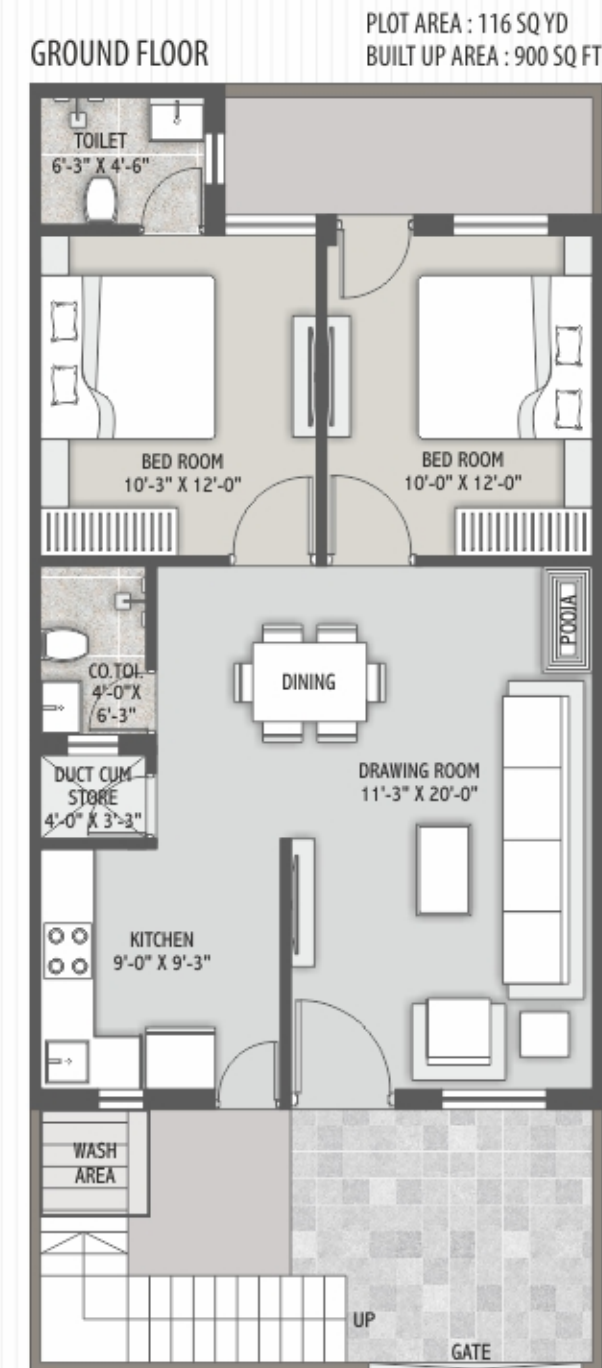 GROUND FLOOR
PLOT AREA : 116 SQ YD
BUILT UP AREA : 900 SQ FT
TOILET
6'-3" X 4'-6"
BED ROOM
10'-3" X 12'-0"
BED ROOM
10'-0" X 12'-0"
POOJA
CO.TOI.
4'-0"X
6'-3"
DINING
DUCT CUM
STORE
4'-0" X 3'-3"
DRAWING ROOM
11'-3" X 20'-0"
KITCHEN
9'-0" X 9'-3"
WASH
AREA
UP
GATE